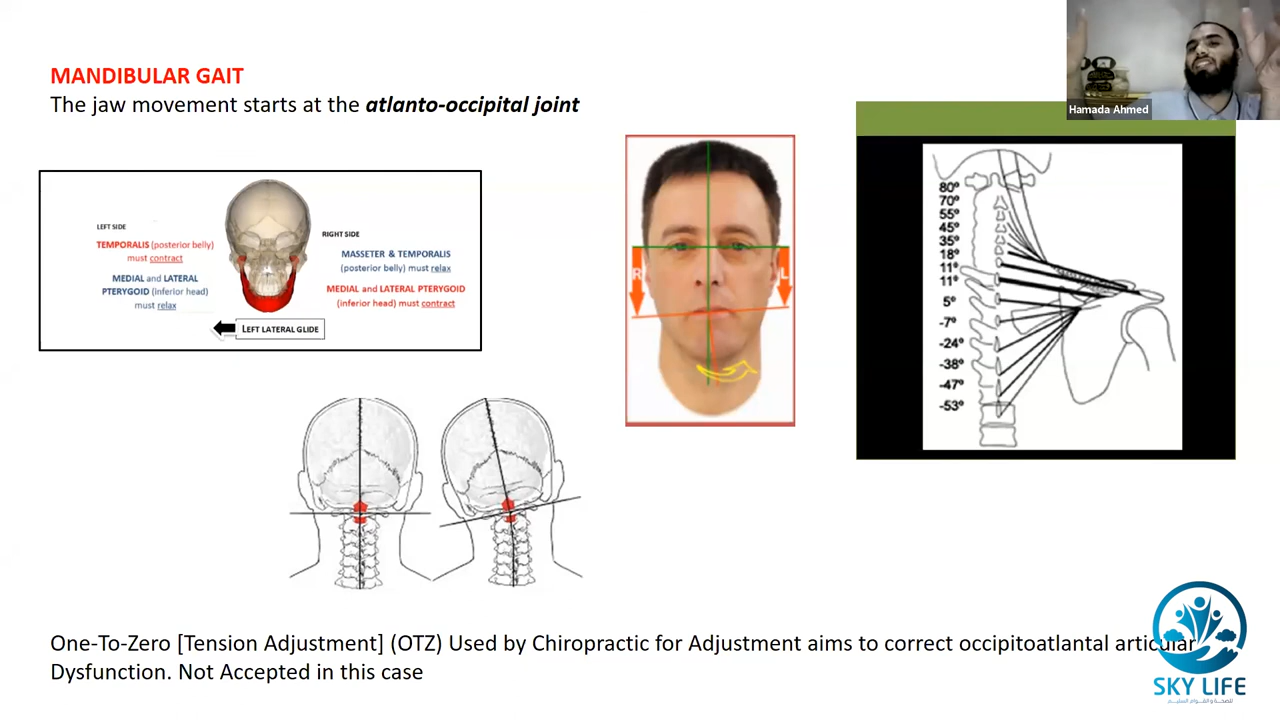 MANDIBULAR GAIT
The jaw movement starts at the atlanto-occipital joint
Hamada Ahmed
LEFT SIDE
TEMPORALIS (posterior belly)
must contract
MEDIAL and LATERAL
PTERYGOID (inferior head)
must relax
RIGHT SIDE
MASSETER & TEMPORALIS
(posterior belly) must relax
MEDIAL and LATERAL PTERYGOID
(inferior head) must contract
LEFT LATERAL GLIDE
R
L
80°
70°
55°
45°
35°
18°
11°
11°
5°
-7°
-24°
-38°
-47°
-53°
One-To-Zero [Tension Adjustment] (OTZ) Used by Chiropractic for Adjustment aims to correct occipitoatlantal articular
Dysfunction. Not Accepted in this case
SKY LIFE
للصحة و القوام السليم